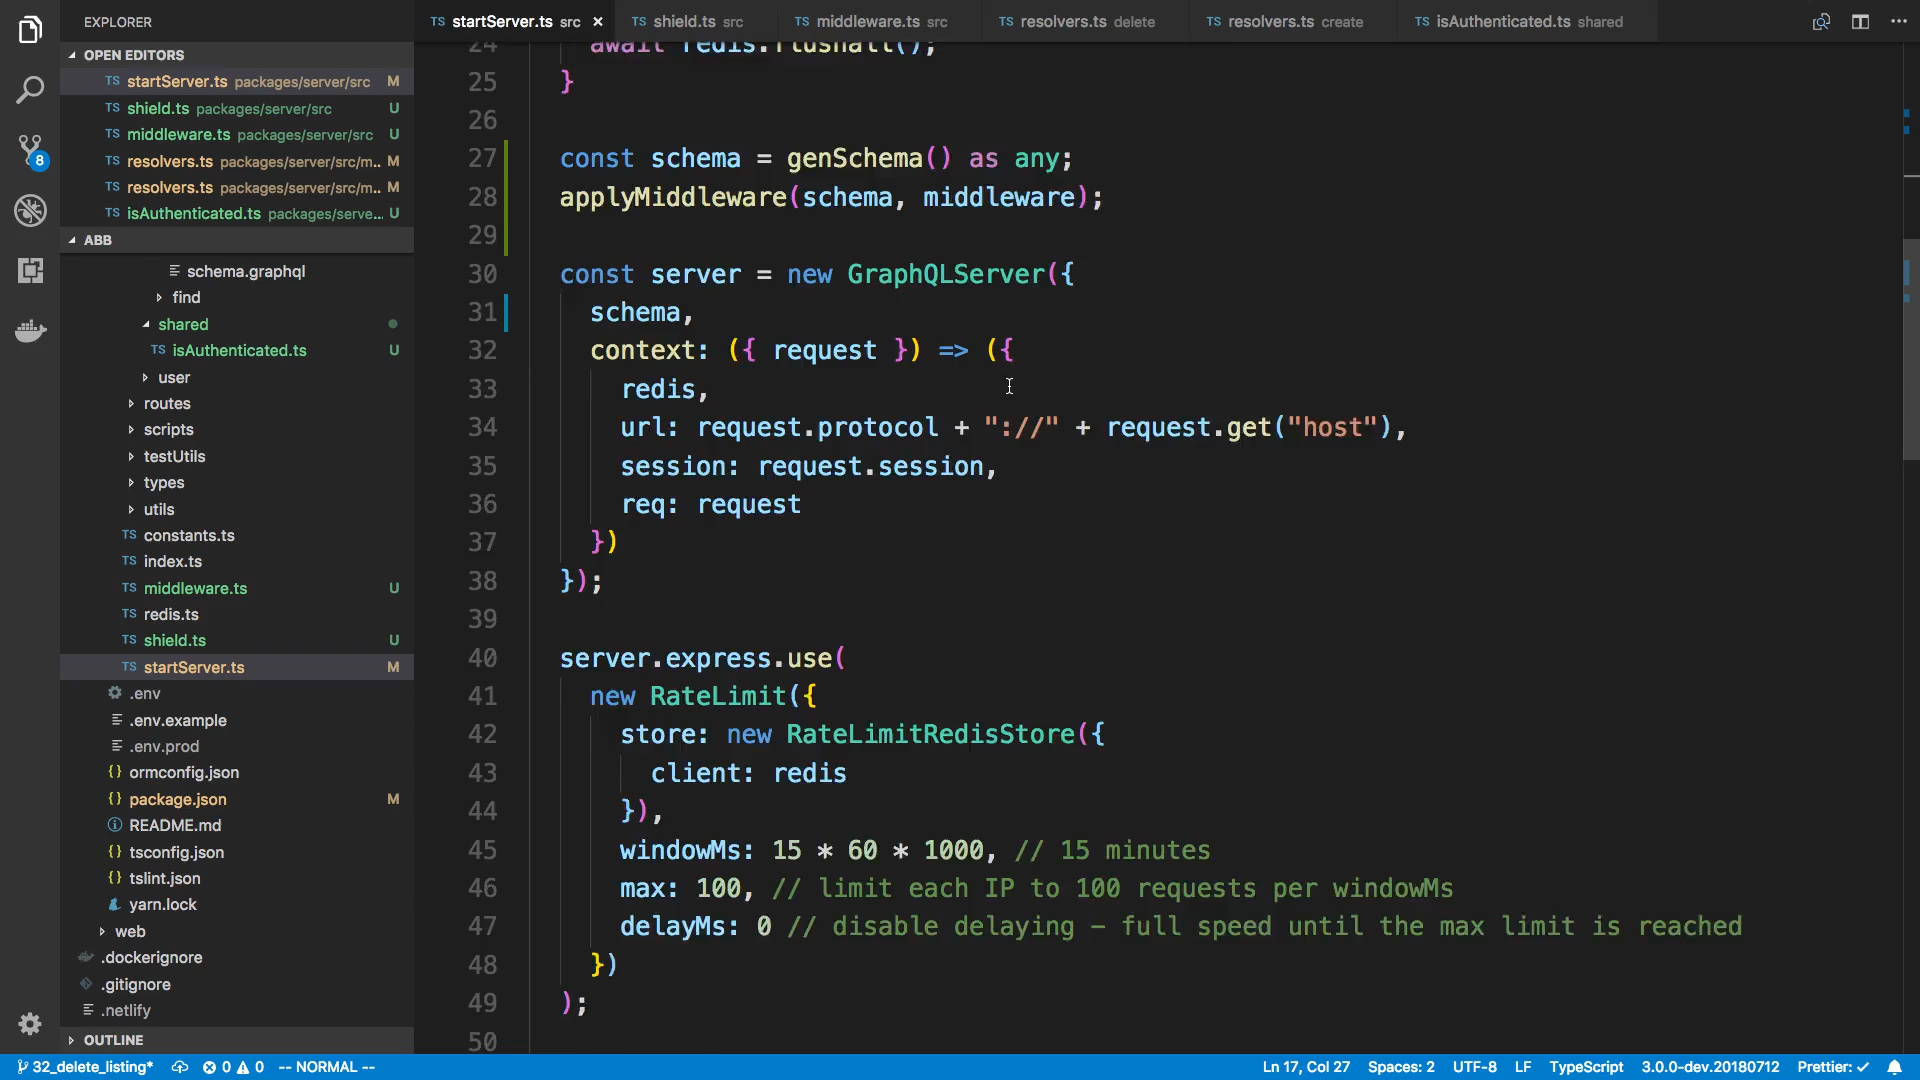 EXPLORER
OPEN EDITORS
TS startServer.ts packages/server/src M
TS shield.ts packages/server/src U
TS middleware.ts packages/server/src U
TS resolvers.ts packages/server/src/m... M
TS resolvers.ts packages/server/src/m... M
TS isAuthenticated.ts packages/serve... U
ABB
schema.graphql
find
shared
TS isAuthenticated.ts U
user
routes
scripts
testUtils
types
utils
TS constants.ts
TS index.ts
TS middleware.ts U
TS redis.ts
TS shield.ts U
TS startServer.ts M
.env
.env.example
.env.prod
{} ormconfig.json
{} package.json M
README.md
{} tsconfig.json
{} tslint.json
yarn.lock
web
.dockerignore
.gitignore
.netlify
OUTLINE
8
TS startServer.ts src × TS shield.ts src TS middleware.ts src TS resolvers.ts delete TS resolvers.ts create TS isAuthenticated.ts shared
24 await redis.flushall();
25 }
26
27 const schema = genSchema() as any;
28 applyMiddleware(schema, middleware);
29
30 const server = new GraphQLServer({
31 schema,
32 context: ({ request }) => ({
33 redis,
34 url: request.protocol + "://" + request.get("host"),
35 session: request.session,
36 req: request
37 })
38 });
39
40 server.express.use(
41 new RateLimit({
42 store: new RateLimitRedisStore({
43 client: redis
44 }),
45 windowMs: 15 * 60 * 1000, // 15 minutes
46 max: 100, // limit each IP to 100 requests per windowMs
47 delayMs: 0 // disable delaying — full speed until the max limit is reached
48 })
49 );
50
32_delete_listing* 0 0 -- NORMAL -- Ln 17, Col 27 Spaces: 2 UTF-8 LF TypeScript 3.0.0-dev.20180712 Prettier: ✓